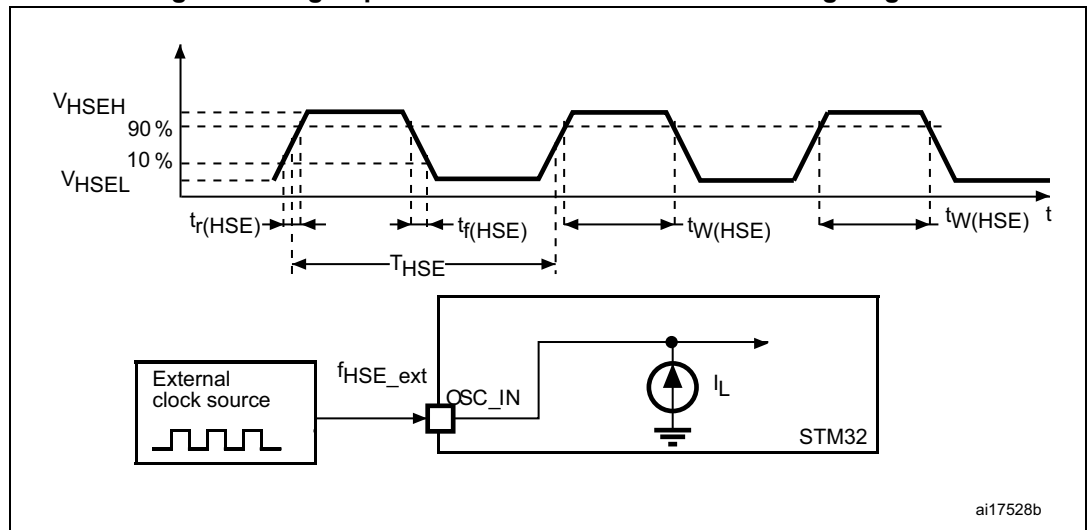 VHSEH
90 %
10 %
VHSEL
tr(HSE)
tf(HSE)
tW(HSE)
tW(HSE)
t
THSE
External
clock source
fHSE_ext
OSC_IN
IL
STM32
ai17528b